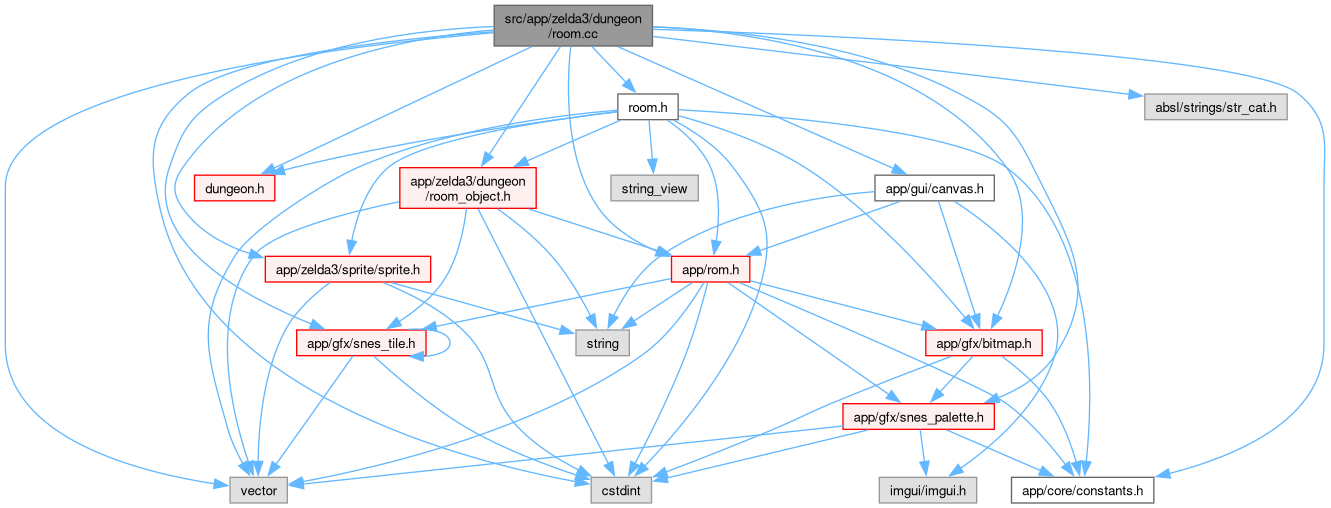 src/app/zelda3/dungeon
/room.cc
room.h
absl/strings/str_cat.h
dungeon.h
app/zelda3/dungeon
/room_object.h
string_view
app/gui/canvas.h
app/zelda3/sprite/sprite.h
app/rom.h
app/gfx/snes_tile.h
string
app/gfx/bitmap.h
app/gfx/snes_palette.h
vector
cstdint
imgui/imgui.h
app/core/constants.h